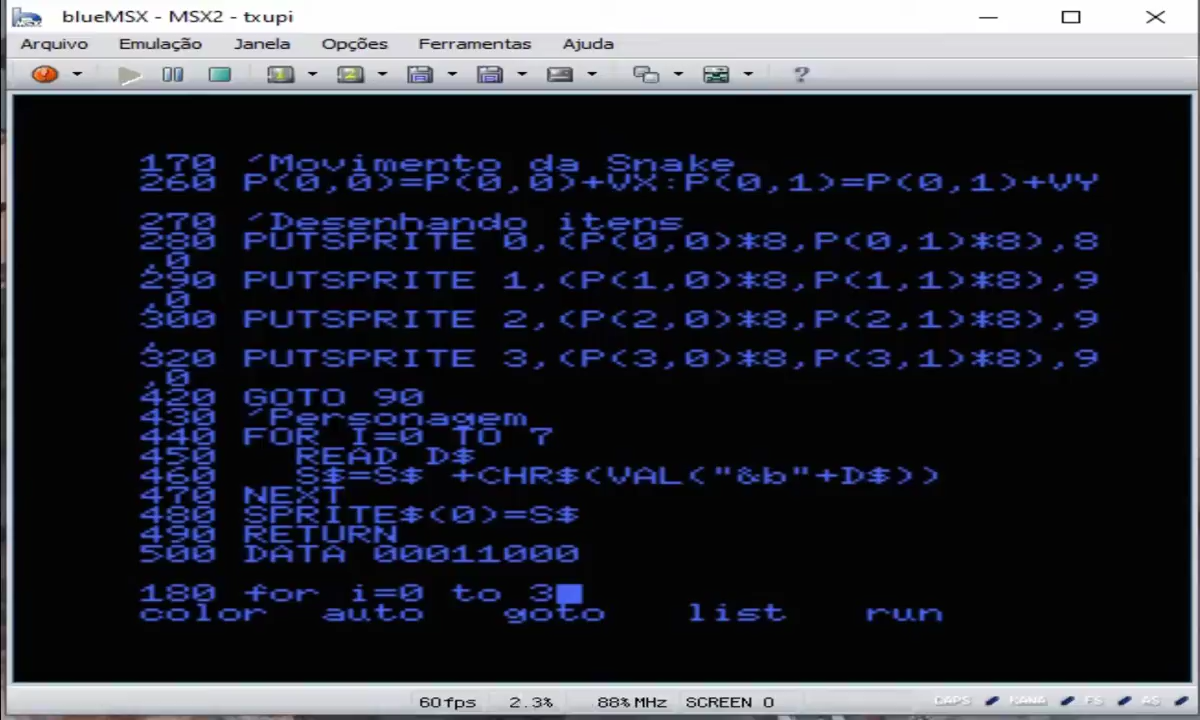 blueMSX - MSX2 - txupi
Arquivo Emulação Janela Opções Ferramentas Ajuda
170 'Movimento da Snake
260 P(0,0)=P(0,0)+VX:P(0,1)=P(0,1)+VY
270 'Desenhando itens
280 PUTSPRITE 0,(P(0,0)*8,P(0,1)*8),8
,0
290 PUTSPRITE 1,(P(1,0)*8,P(1,1)*8),9
,0
300 PUTSPRITE 2,(P(2,0)*8,P(2,1)*8),9
320 PUTSPRITE 3,(P(3,0)*8,P(3,1)*8),9
,0
420 GOTO 90
430 'Personagem
440 FOR I=0 TO 7
450 READ D$
460 S$=S$ +CHR$(VAL("&b"+D$))
470 NEXT
480 SPRITE$(0)=S$
490 RETURN
500 DATA 00011000
180 for i=0 to 3
color auto goto list run
60fps 2.3% 88% MHz SCREEN 0 CAPS KANA FS AS